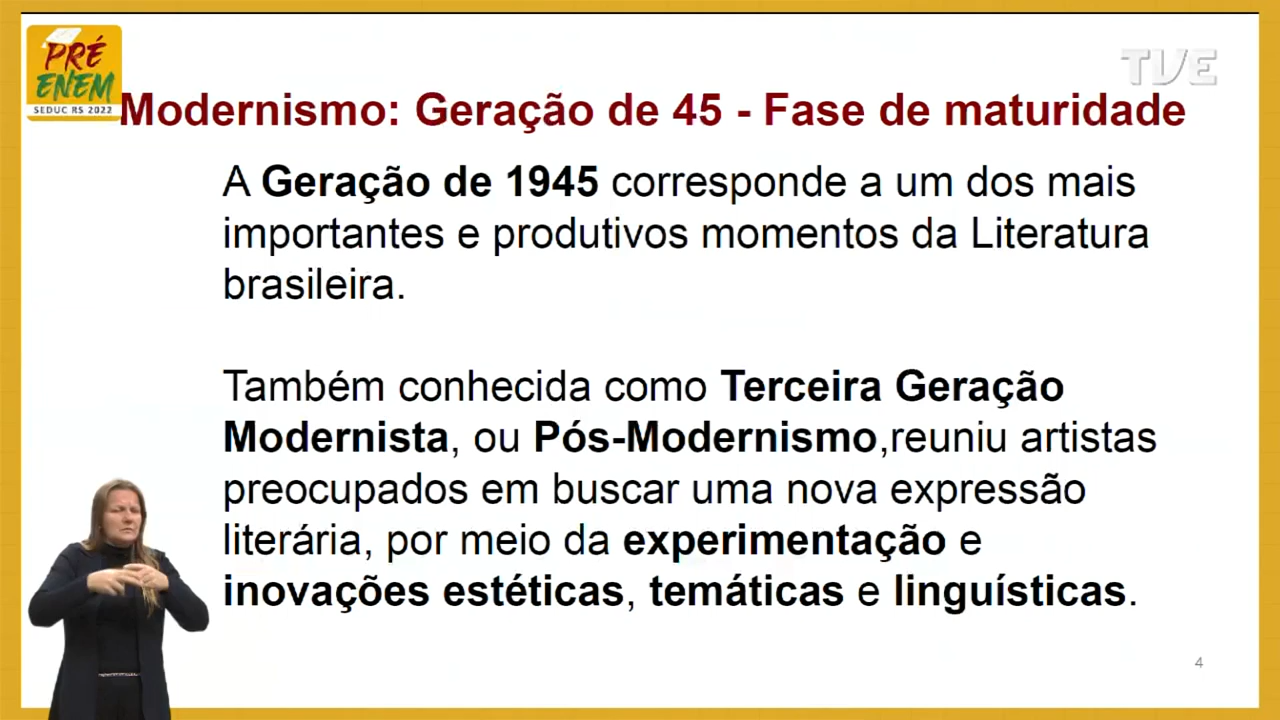 PRÉ
ENEM
SEDUC RS 2022
TVE
Modernismo: Geração de 45 - Fase de maturidade
A Geração de 1945 corresponde a um dos mais
importantes e produtivos momentos da Literatura
brasileira.
Também conhecida como Terceira Geração
Modernista, ou Pós-Modernismo,reuniu artistas
preocupados em buscar uma nova expressão
literária, por meio da experimentação e
inovações estéticas, temáticas e linguísticas.
4